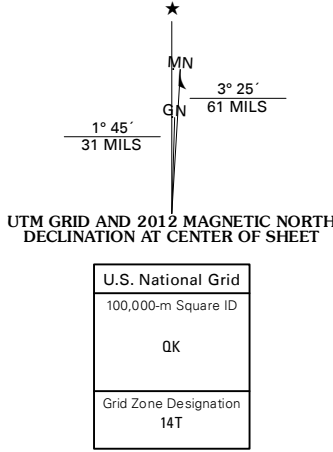 ★
MN
3° 25´
61 MILS
GN
1° 45´
31 MILS
UTM GRID AND 2012 MAGNETIC NORTH
DECLINATION AT CENTER OF SHEET
U.S. National Grid
100,000-m Square ID
QK
Grid Zone Designation
14T